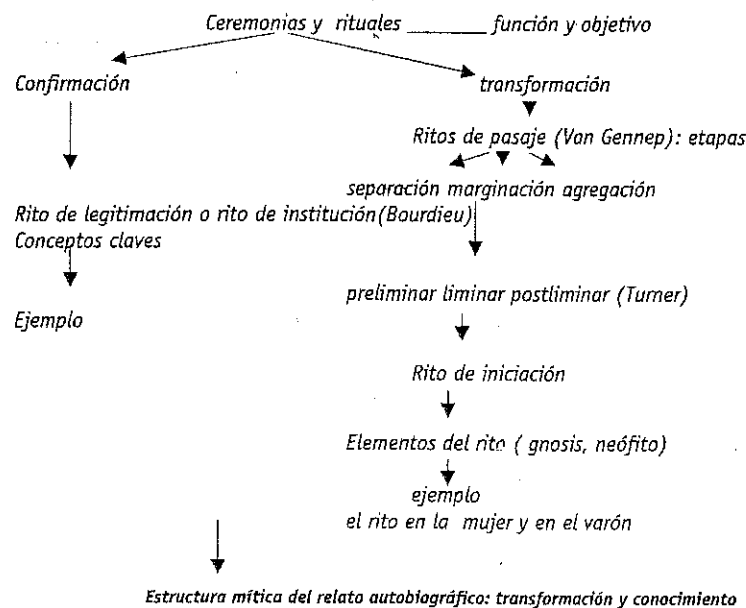 Ceremonias y rituales ________ función y objetivo
Confirmación
transformación
Ritos de pasaje (Van Gennep): etapas
separación marginación agregación
Rito de legitimación o rito de institución(Bourdieu)
Conceptos claves
preliminar liminar postliminar (Turner)
Ejemplo
Rito de iniciación
Elementos del rito ( gnosis, neófito)
ejemplo
el rito en la mujer y en el varón
Estructura mítica del relato autobiográfico: transformación y conocimiento